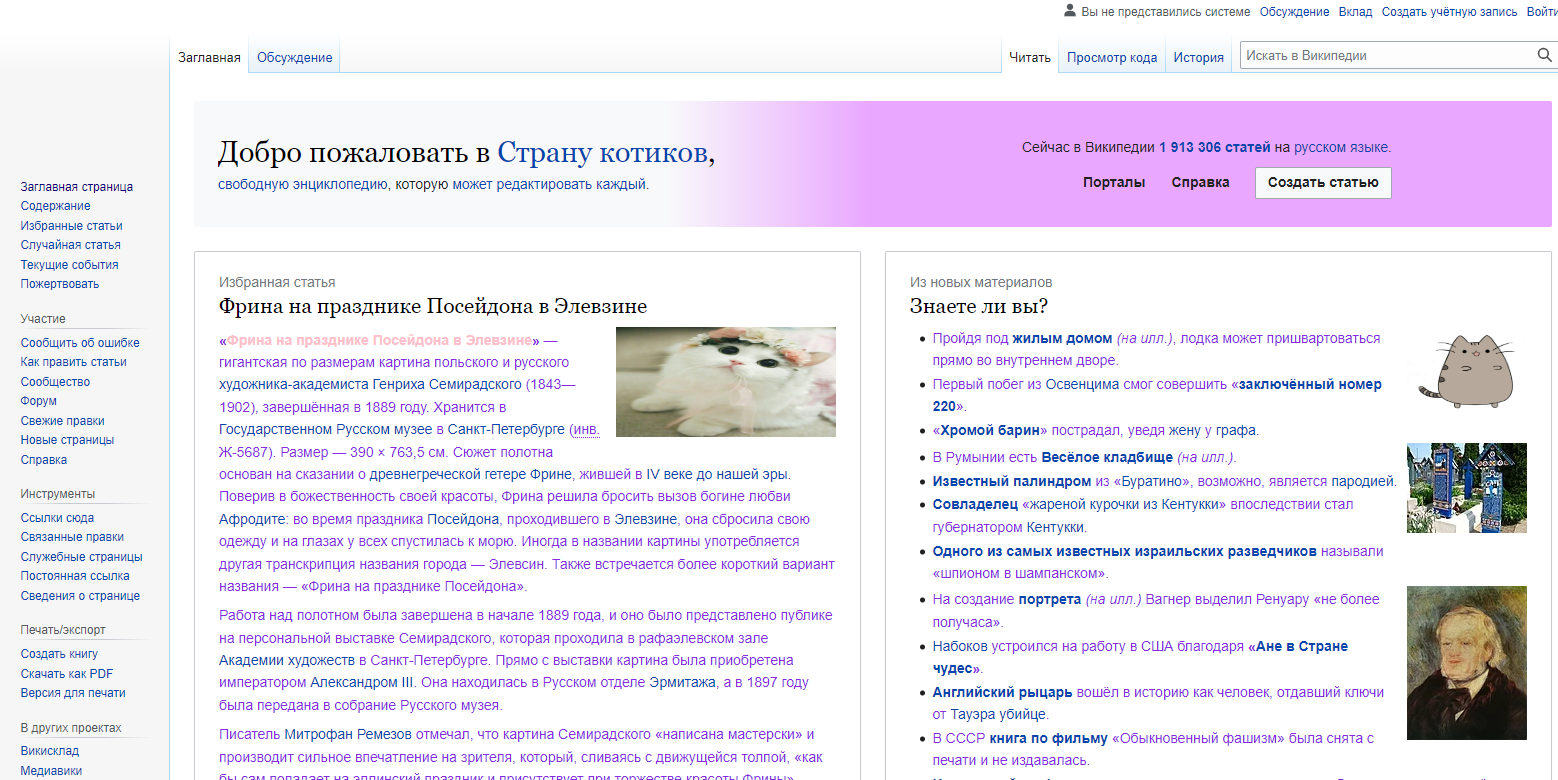 Вы не представились системе Обсуждение Вклад Создать учётную запись Войти
Заглавная Обсуждение Читать Просмотр кода История Искать в Википедии
Добро пожаловать в Страну котиков,
свободную энциклопедию, которую может редактировать каждый.
Сейчас в Википедии 1 913 306 статей на русском языке.
Порталы Справка Создать статью
Заглавная страница
Содержание
Избранные статьи
Случайная статья
Текущие события
Пожертвовать
Участие
Сообщить об ошибке
Как править статьи
Сообщество
Форум
Свежие правки
Новые страницы
Справка
Инструменты
Ссылки сюда
Связанные правки
Служебные страницы
Постоянная ссылка
Сведения о странице
Печать/экспорт
Создать книгу
Скачать как PDF
Версия для печати
В других проектах
Викисклад
Медиавики
Избранная статья
Фрина на празднике Посейдона в Элевзине
«Фрина на празднике Посейдона в Элевзине» —
гигантская по размерам картина польского и русского
художника-академиста Генриха Семирадского (1843—
1902), завершённая в 1889 году. Хранится в
Государственном Русском музее в Санкт-Петербурге (инв.
Ж-5687). Размер — 390 × 763,5 см. Сюжет полотна
основан на сказании о древнегреческой гетере Фрине, жившей в IV веке до нашей эры.
Поверив в божественность своей красоты, Фрина решила бросить вызов богине любви
Афродите: во время праздника Посейдона, проходившего в Элевзине, она сбросила свою
одежду и на глазах у всех спустилась к морю. Иногда в названии картины употребляется
другая транскрипция названия города — Элевсин. Также встречается более короткий вариант
названия — «Фрина на празднике Посейдона».
Работа над полотном была завершена в начале 1889 года, и оно было представлено публике
на персональной выставке Семирадского, которая проходила в рафаэлевском зале
Академии художеств в Санкт-Петербурге. Прямо с выставки картина была приобретена
императором Александром III. Она находилась в Русском отделе Эрмитажа, а в 1897 году
была передана в собрание Русского музея.
Писатель Митрофан Ремезов отмечал, что картина Семирадского «написана мастерски» и
производит сильное впечатление на зрителя, который, сливаясь с движущейся толпой, «как
бы сам попадает на эллинский праздник и присутствует при торжестве красоты Фрины».
Из новых материалов
Знаете ли вы?
Пройдя под жилым домом (на илл.), лодка может пришвартоваться
прямо во внутреннем дворе.
Первый побег из Освенцима смог совершить «заключённый номер
220».
«Хромой барин» пострадал, уведя жену у графа.
В Румынии есть Весёлое кладбище (на илл.).
Известный палиндром из «Буратино», возможно, является пародией.
Совладелец «жареной курочки из Кентукки» впоследствии стал
губернатором Кентукки.
Одного из самых известных израильских разведчиков называли
«шпионом в шампанском».
На создание портрета (на илл.) Вагнер выделил Ренуару «не более
получаса».
Набоков устроился на работу в США благодаря «Ане в Стране
чудес».
Английский рыцарь вошёл в историю как человек, отдавший ключи
от Тауэра убийце.
В СССР книга по фильму «Обыкновенный фашизм» была снята с
печати и не издавалась.